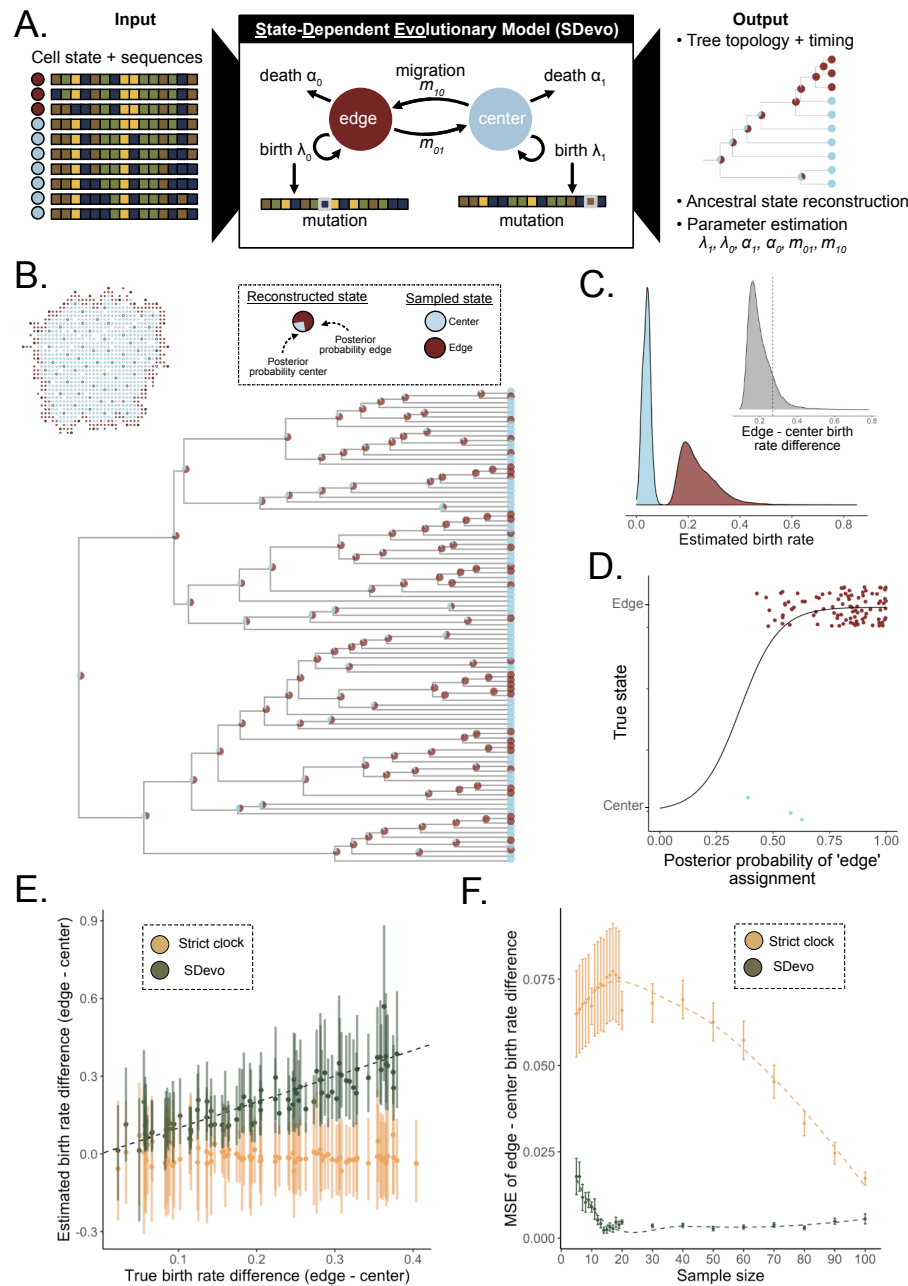 A.
Input
Cell state + sequences
State-Dependent Evolutionary Model (SDevo)
death α0
migration
m10
death α1
edge
center
m01
birth λ0
birth λ1
mutation
mutation
Output
• Tree topology + timing
• Ancestral state reconstruction
• Parameter estimation
λ1, λ0, α1, α0, m01, m10
B.
Reconstructed state
Posterior
probability center
Posterior
probability edge
Sampled state
Center
Edge
C.
0.2 0.4 0.6 0.8
Edge - center birth
rate difference
0.0 0.2 0.4 0.6 0.8
Estimated birth rate
D.
Edge
True state
Center
0.00 0.25 0.50 0.75 1.00
Posterior probability of 'edge'
assignment
E.
Estimated birth rate difference (edge - center)
0.9
0.6
0.3
0.0
-0.3
Strict clock
SDevo
0.1 0.2 0.3 0.4
True birth rate difference (edge - center)
F.
MSE of edge - center birth rate difference
0.075
0.050
0.025
0.000
Strict clock
SDevo
0 10 20 30 40 50 60 70 80 90 100
Sample size